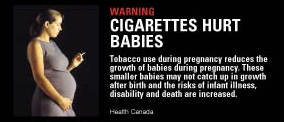 WARNING
CIGARETTES HURT
BABIES
Tobacco use during pregnancy reduces the
growth of babies during pregnancy. These
smaller babies may not catch up in growth
after birth and the risks of infant illness,
disability and death are increased.
Health Canada